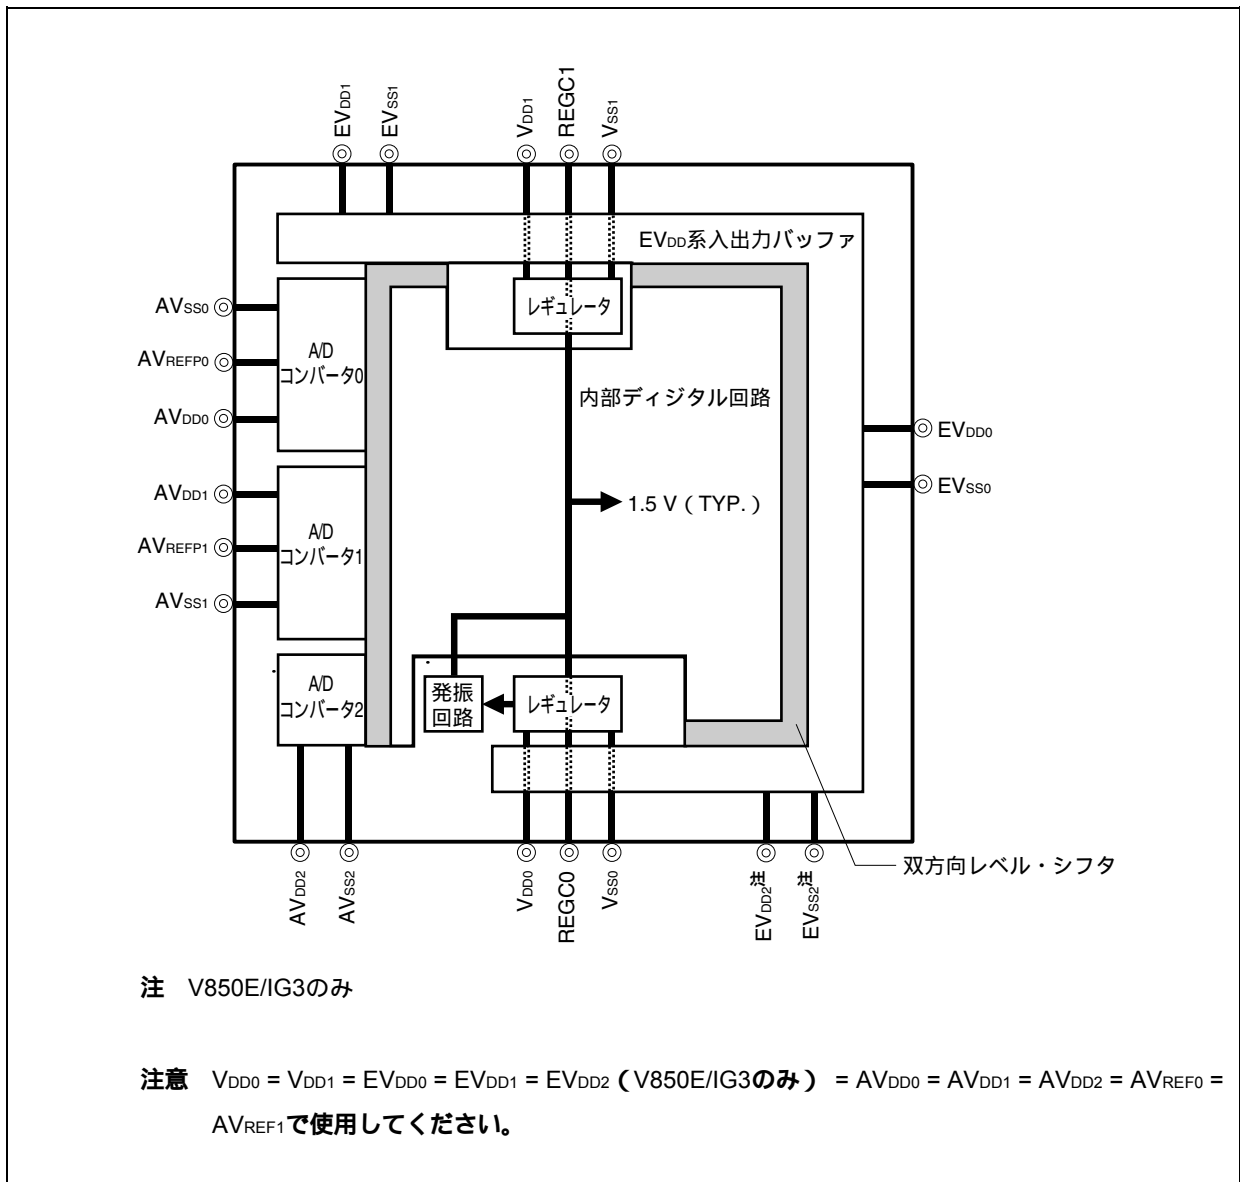 EVDD1
EVSS1
VDD1
REGC1
VSS1
EVDD系入出力バッファ
AVSS0
レギュレータ
AVREFP0
A/D
コンバータ0
内部ディジタル回路
AVDD0
EVDD0
AVDD1
EVSS0
1.5 V（TYP.）
A/D
コンバータ1
AVREFP1
AVSS1
A/D
コンバータ2
発振
回路
レギュレータ
双方向レベル・シフタ
AVDD2
AVSS2
VDD0
REGC0
VSS0
EVDD2注
EVSS2注
注 V850E/IG3のみ
注意 VDD0 = VDD1 = EVDD0 = EVDD1 = EVDD2（V850E/IG3のみ） = AVDD0 = AVDD1 = AVDD2 = AVREF0 =
AVREF1で使用してください。